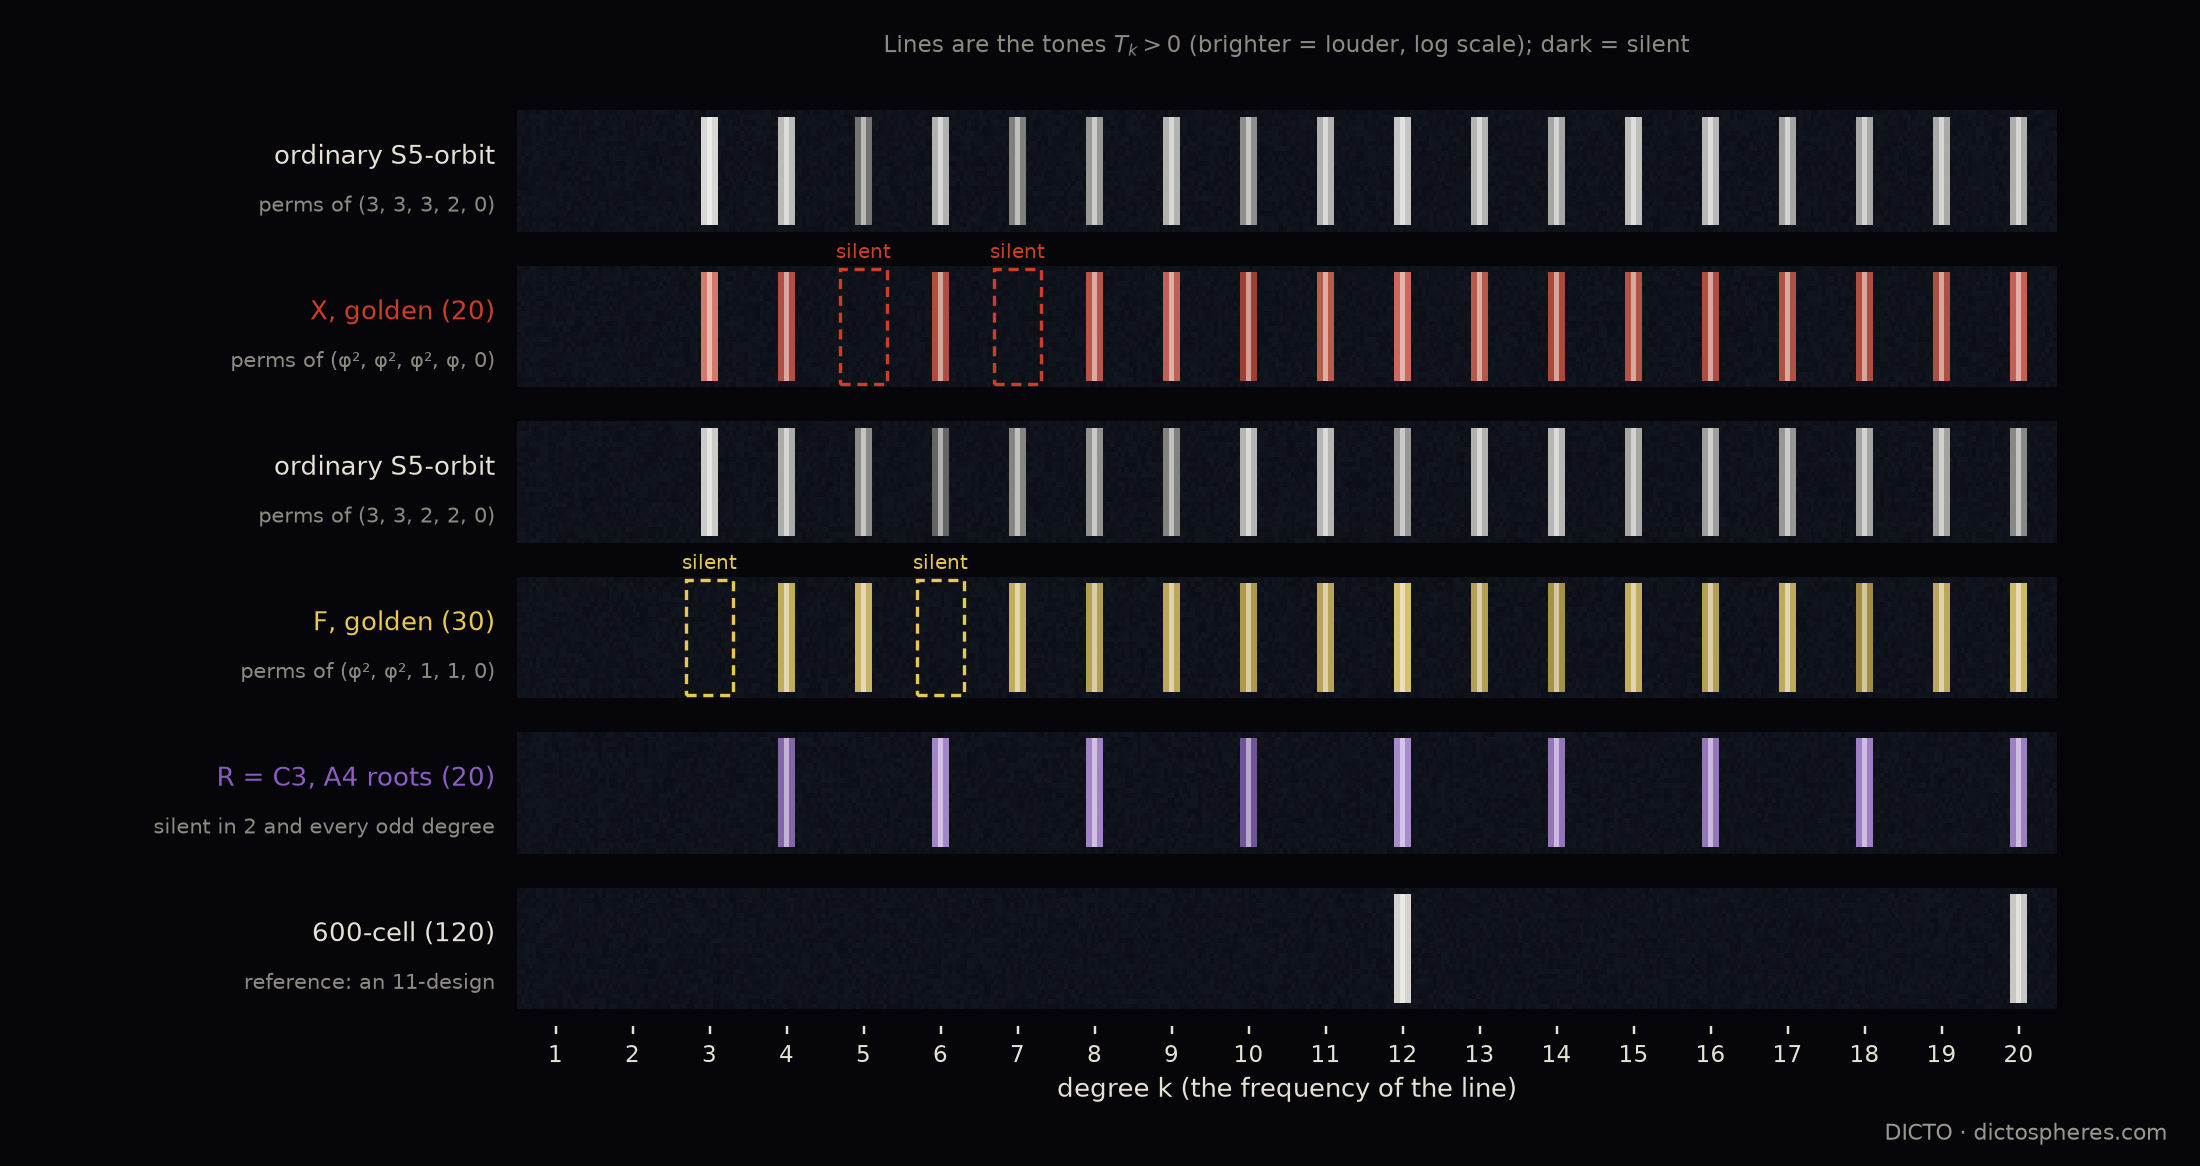 Lines are the tones Tₖ > 0 (brighter = louder, log scale); dark = silent
ordinary S5-orbit
perms of (3, 3, 3, 2, 0)
silent silent
X, golden (20)
perms of (φ², φ², φ², φ, 0)
ordinary S5-orbit
perms of (3, 3, 2, 2, 0)
silent silent
F, golden (30)
perms of (φ², φ², 1, 1, 0)
R = C3, A4 roots (20)
silent in 2 and every odd degree
600-cell (120)
reference: an 11-design
1 2 3 4 5 6 7 8 9 10 11 12 13 14 15 16 17 18 19 20
degree k (the frequency of the line)
DICTO · dictospheres.com